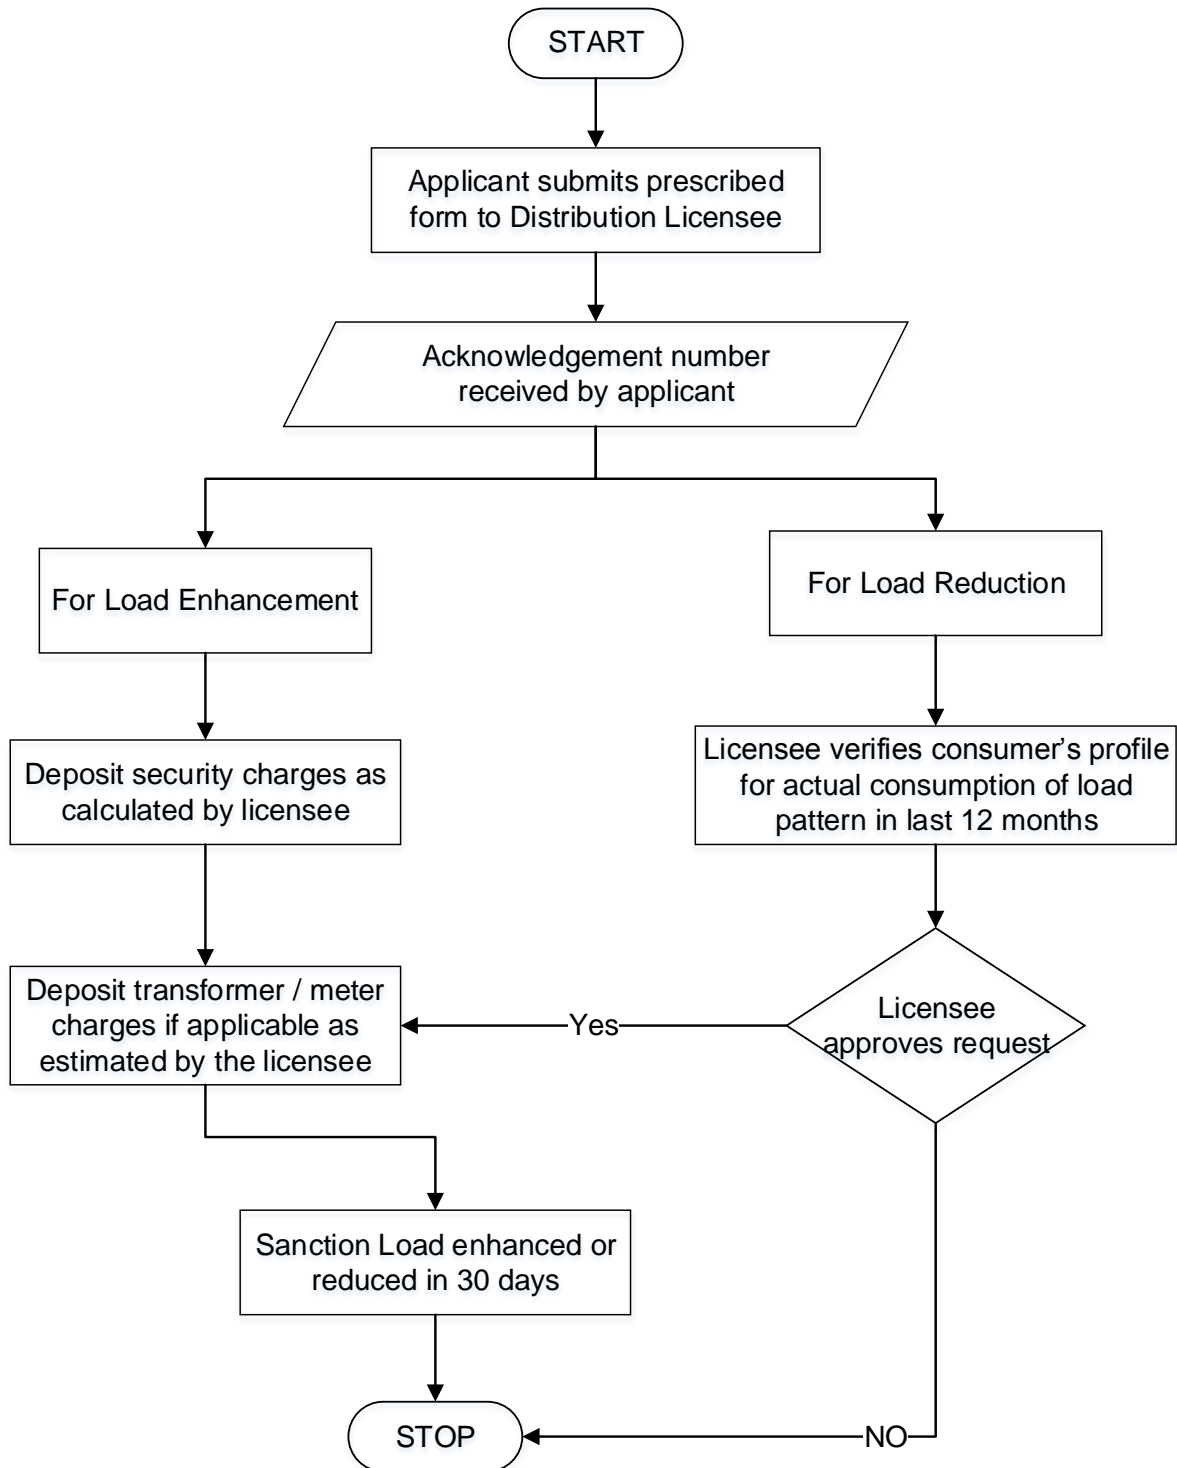 START
Applicant submits prescribed
form to Distribution Licensee
Acknowledgement number
received by applicant
For Load Enhancement
For Load Reduction
Deposit security charges as
calculated by licensee
Licensee verifies consumer’s profile
for actual consumption of load
pattern in last 12 months
Deposit transformer / meter
charges if applicable as
estimated by the licensee
Yes
Licensee
approves request
Sanction Load enhanced or
reduced in 30 days
STOP
NO